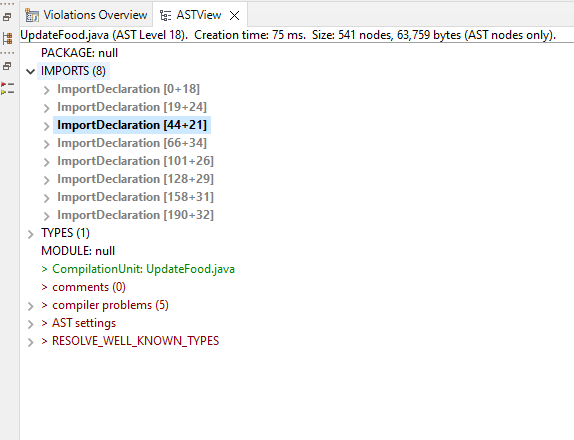 Violations Overview ASTView
UpdateFood.java (AST Level 18). Creation time: 75 ms. Size: 541 nodes, 63,759 bytes (AST nodes only).
PACKAGE: null
IMPORTS (8)
ImportDeclaration [0+18]
ImportDeclaration [19+24]
ImportDeclaration [44+21]
ImportDeclaration [66+34]
ImportDeclaration [101+26]
ImportDeclaration [128+29]
ImportDeclaration [158+31]
ImportDeclaration [190+32]
TYPES (1)
MODULE: null
> CompilationUnit: UpdateFood.java
> comments (0)
> compiler problems (5)
> AST settings
> RESOLVE_WELL_KNOWN_TYPES